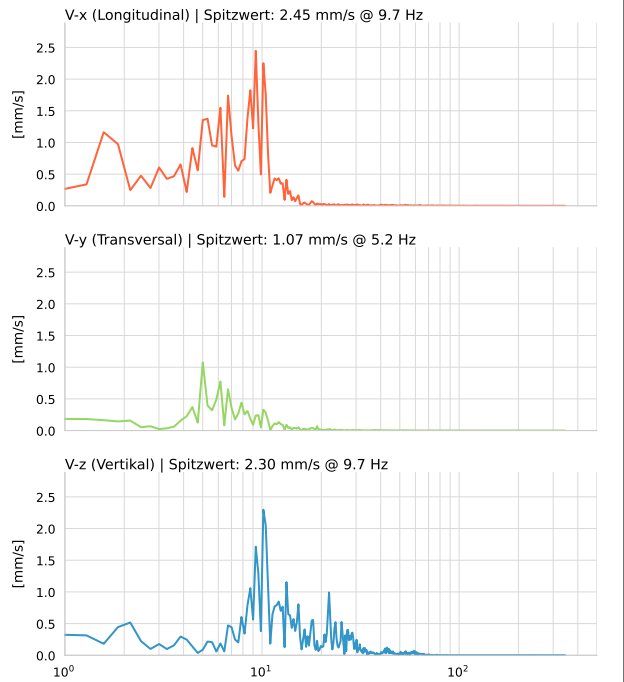 V-x (Longitudinal) | Spitzwert: 2.45 mm/s @ 9.7 Hz
2.5
2.0
1.5
1.0
0.5
0.0
[mm/s]
V-y (Transversal) | Spitzwert: 1.07 mm/s @ 5.2 Hz
2.5
2.0
1.5
1.0
0.5
0.0
[mm/s]
V-z (Vertikal) | Spitzwert: 2.30 mm/s @ 9.7 Hz
2.5
2.0
1.5
1.0
0.5
0.0
[mm/s]
10⁰ 10¹ 10²